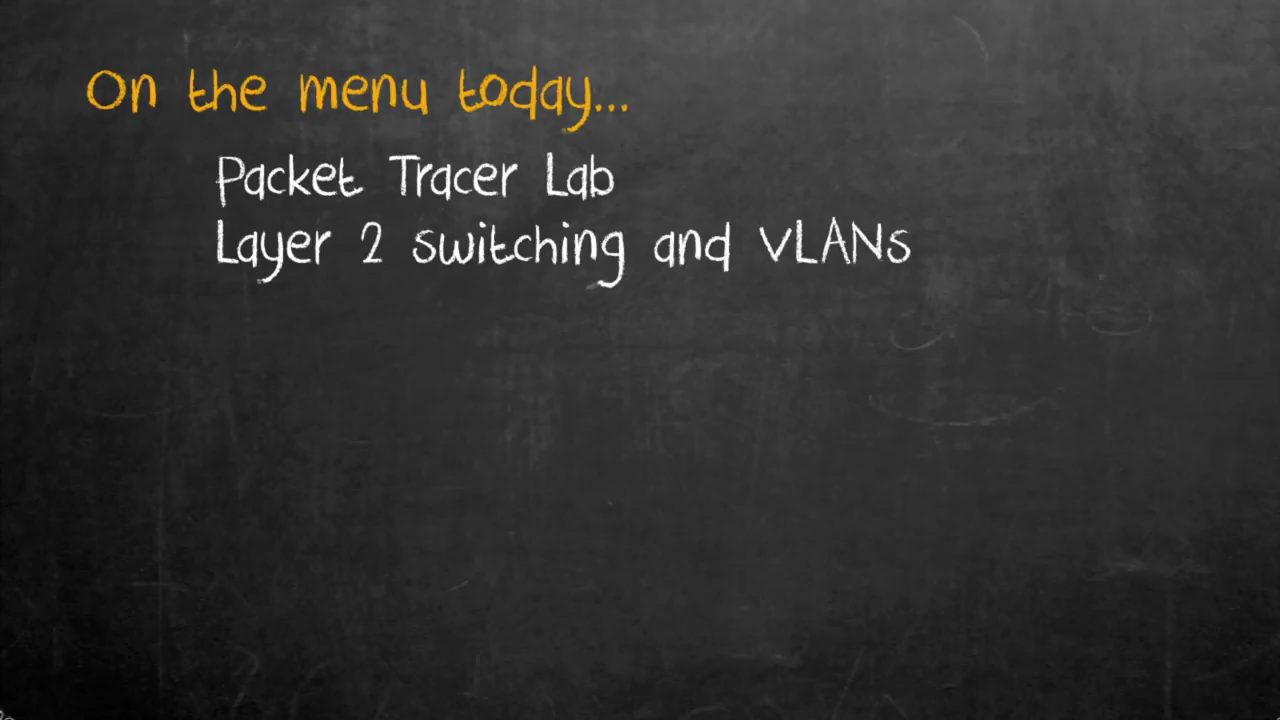 On the menu today...
Packet Tracer Lab
Layer 2 switching and VLANs